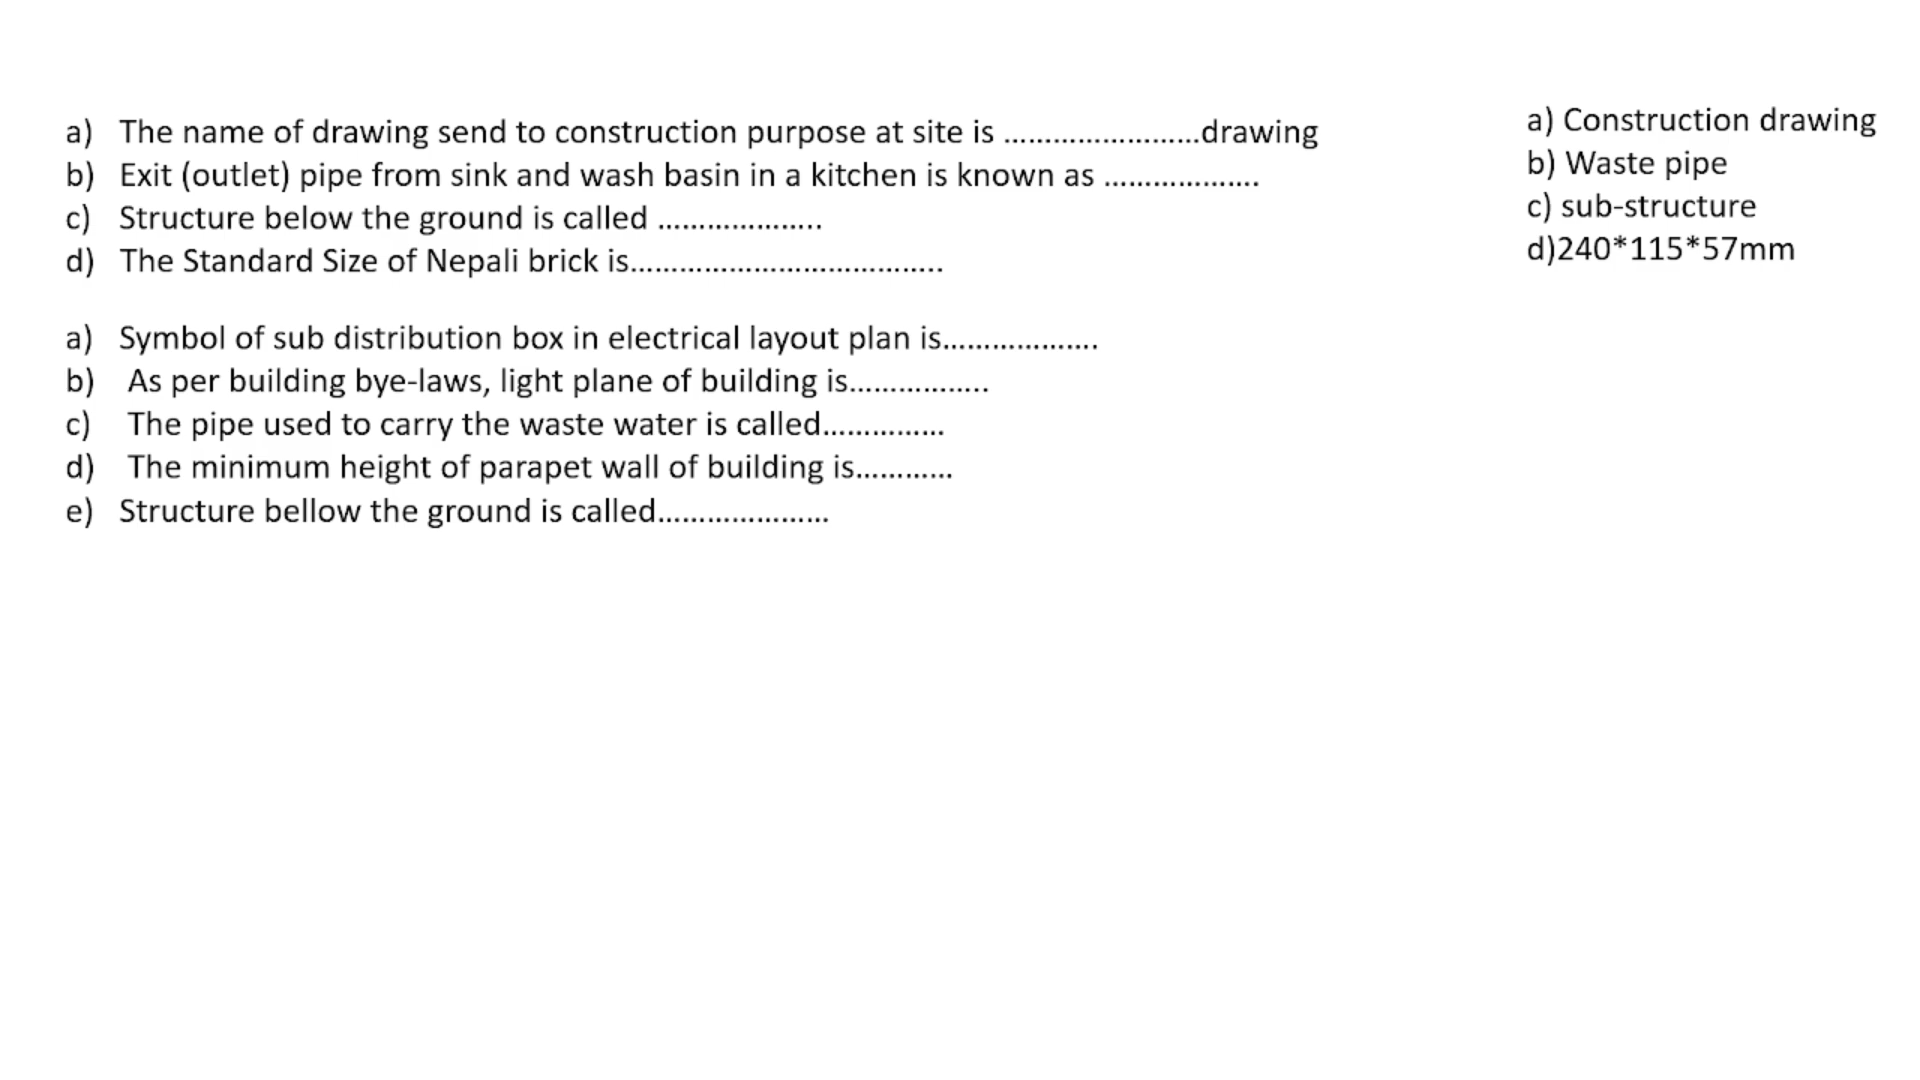 a) The name of drawing send to construction purpose at site is ........................drawing
b) Exit (outlet) pipe from sink and wash basin in a kitchen is known as ...................
c) Structure below the ground is called ....................
d) The Standard Size of Nepali brick is......................................
a) Symbol of sub distribution box in electrical layout plan is...................
b) As per building bye-laws, light plane of building is.................
c) The pipe used to carry the waste water is called...............
d) The minimum height of parapet wall of building is............
e) Structure bellow the ground is called.....................
a) Construction drawing
b) Waste pipe
c) sub-structure
d)240*115*57mm